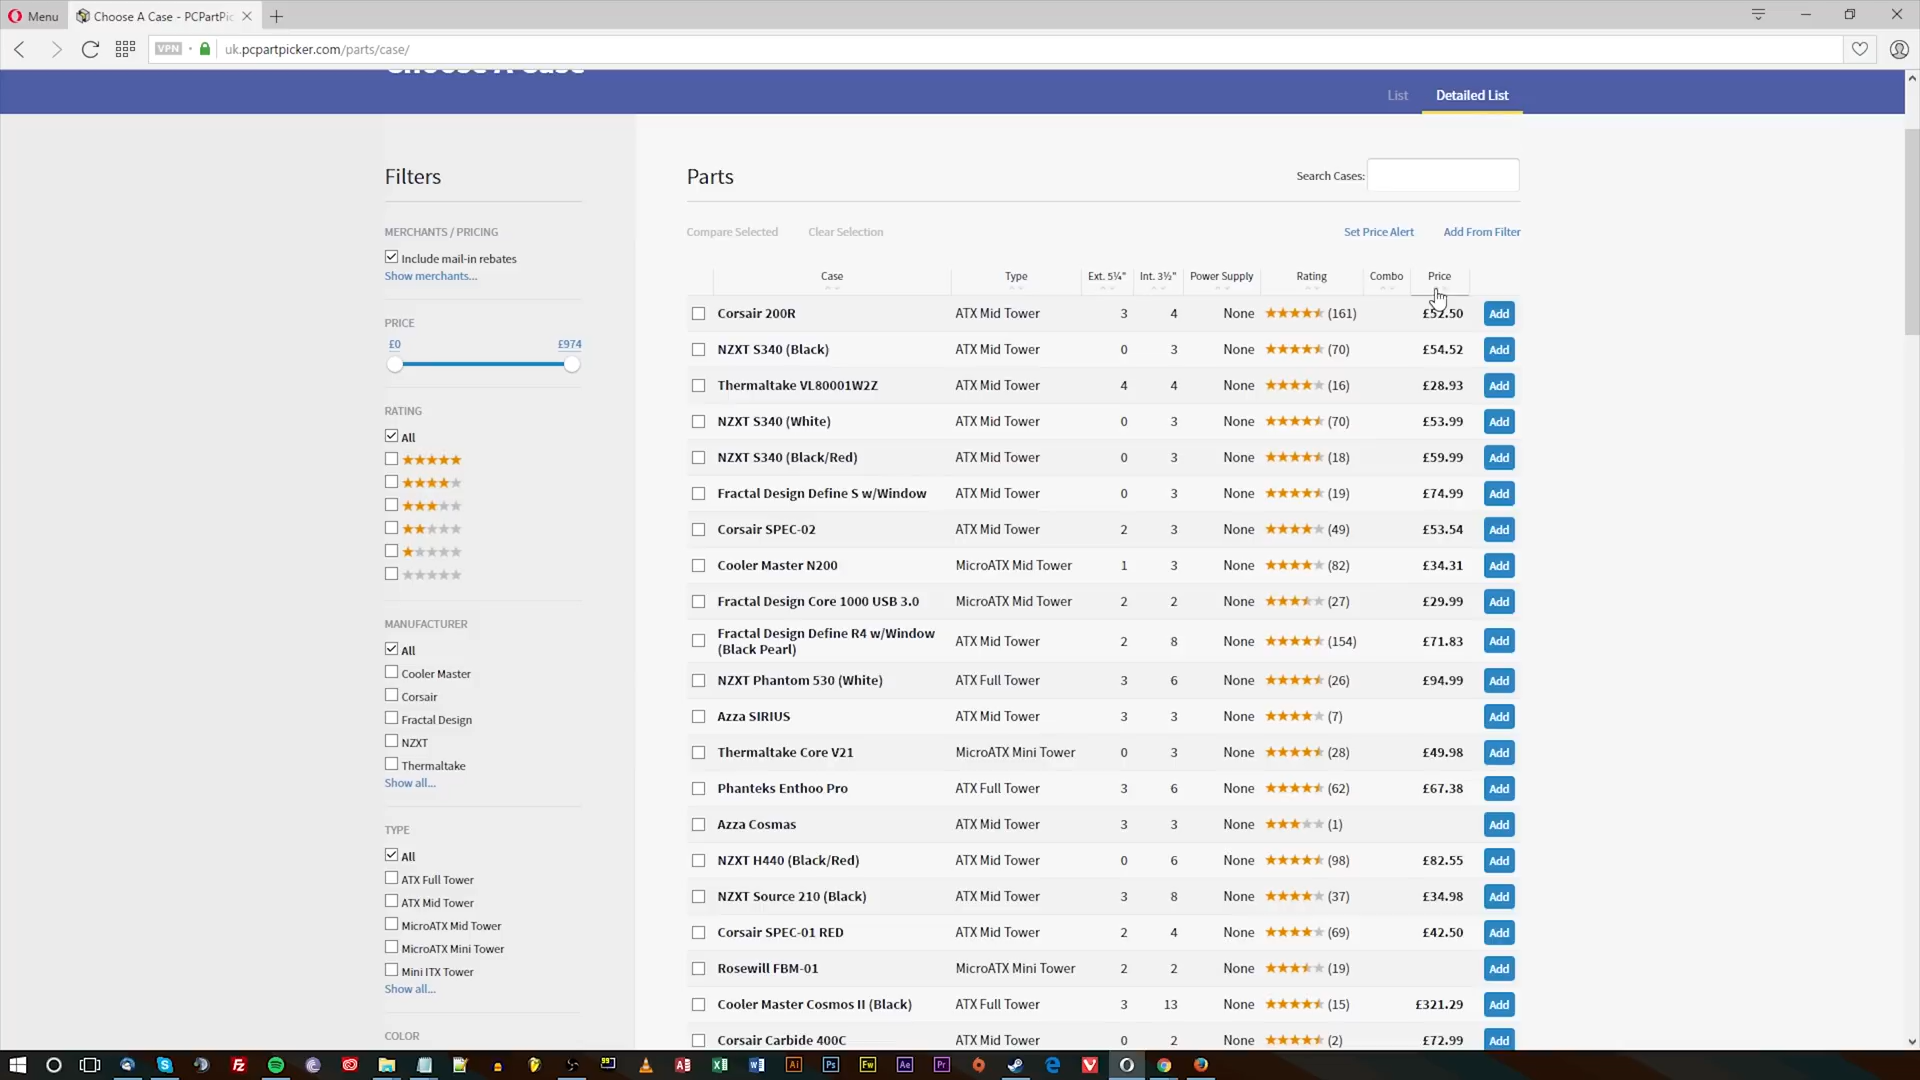 Menu
Choose A Case - PCPartPic
VPN
uk.pcpartpicker.com/parts/case/
Choose A Case
List
Detailed List
Filters
MERCHANTS / PRICING
Include mail-in rebates
Show merchants...
PRICE
£0
£974
RATING
All
MANUFACTURER
All
Cooler Master
Corsair
Fractal Design
NZXT
Thermaltake
Show all...
TYPE
All
ATX Full Tower
ATX Mid Tower
MicroATX Mid Tower
MicroATX Mini Tower
Mini ITX Tower
Show all...
COLOR
Parts
Search Cases:
Compare Selected
Clear Selection
Set Price Alert
Add From Filter
Case Type Ext. 5¼" Int. 3½" Power Supply Rating Combo Price
Corsair 200R ATX Mid Tower 3 4 None (161) £52.50 Add
NZXT S340 (Black) ATX Mid Tower 0 3 None (70) £54.52 Add
Thermaltake VL80001W2Z ATX Mid Tower 4 4 None (16) £28.93 Add
NZXT S340 (White) ATX Mid Tower 0 3 None (70) £53.99 Add
NZXT S340 (Black/Red) ATX Mid Tower 0 3 None (18) £59.99 Add
Fractal Design Define S w/Window ATX Mid Tower 0 3 None (19) £74.99 Add
Corsair SPEC-02 ATX Mid Tower 2 3 None (49) £53.54 Add
Cooler Master N200 MicroATX Mid Tower 1 3 None (82) £34.31 Add
Fractal Design Core 1000 USB 3.0 MicroATX Mid Tower 2 2 None (27) £29.99 Add
Fractal Design Define R4 w/Window
(Black Pearl) ATX Mid Tower 2 8 None (154) £71.83 Add
NZXT Phantom 530 (White) ATX Full Tower 3 6 None (26) £94.99 Add
Azza SIRIUS ATX Mid Tower 3 3 None (7) Add
Thermaltake Core V21 MicroATX Mini Tower 0 3 None (28) £49.98 Add
Phanteks Enthoo Pro ATX Full Tower 3 6 None (62) £67.38 Add
Azza Cosmas ATX Mid Tower 3 3 None (1) Add
NZXT H440 (Black/Red) ATX Mid Tower 0 6 None (98) £82.55 Add
NZXT Source 210 (Black) ATX Mid Tower 3 8 None (37) £34.98 Add
Corsair SPEC-01 RED ATX Mid Tower 2 4 None (69) £42.50 Add
Rosewill FBM-01 MicroATX Mini Tower 2 2 None (19) Add
Cooler Master Cosmos II (Black) ATX Full Tower 3 13 None (15) £321.29 Add
Corsair Carbide 400C ATX Mid Tower 0 2 None (2) £72.99 Add